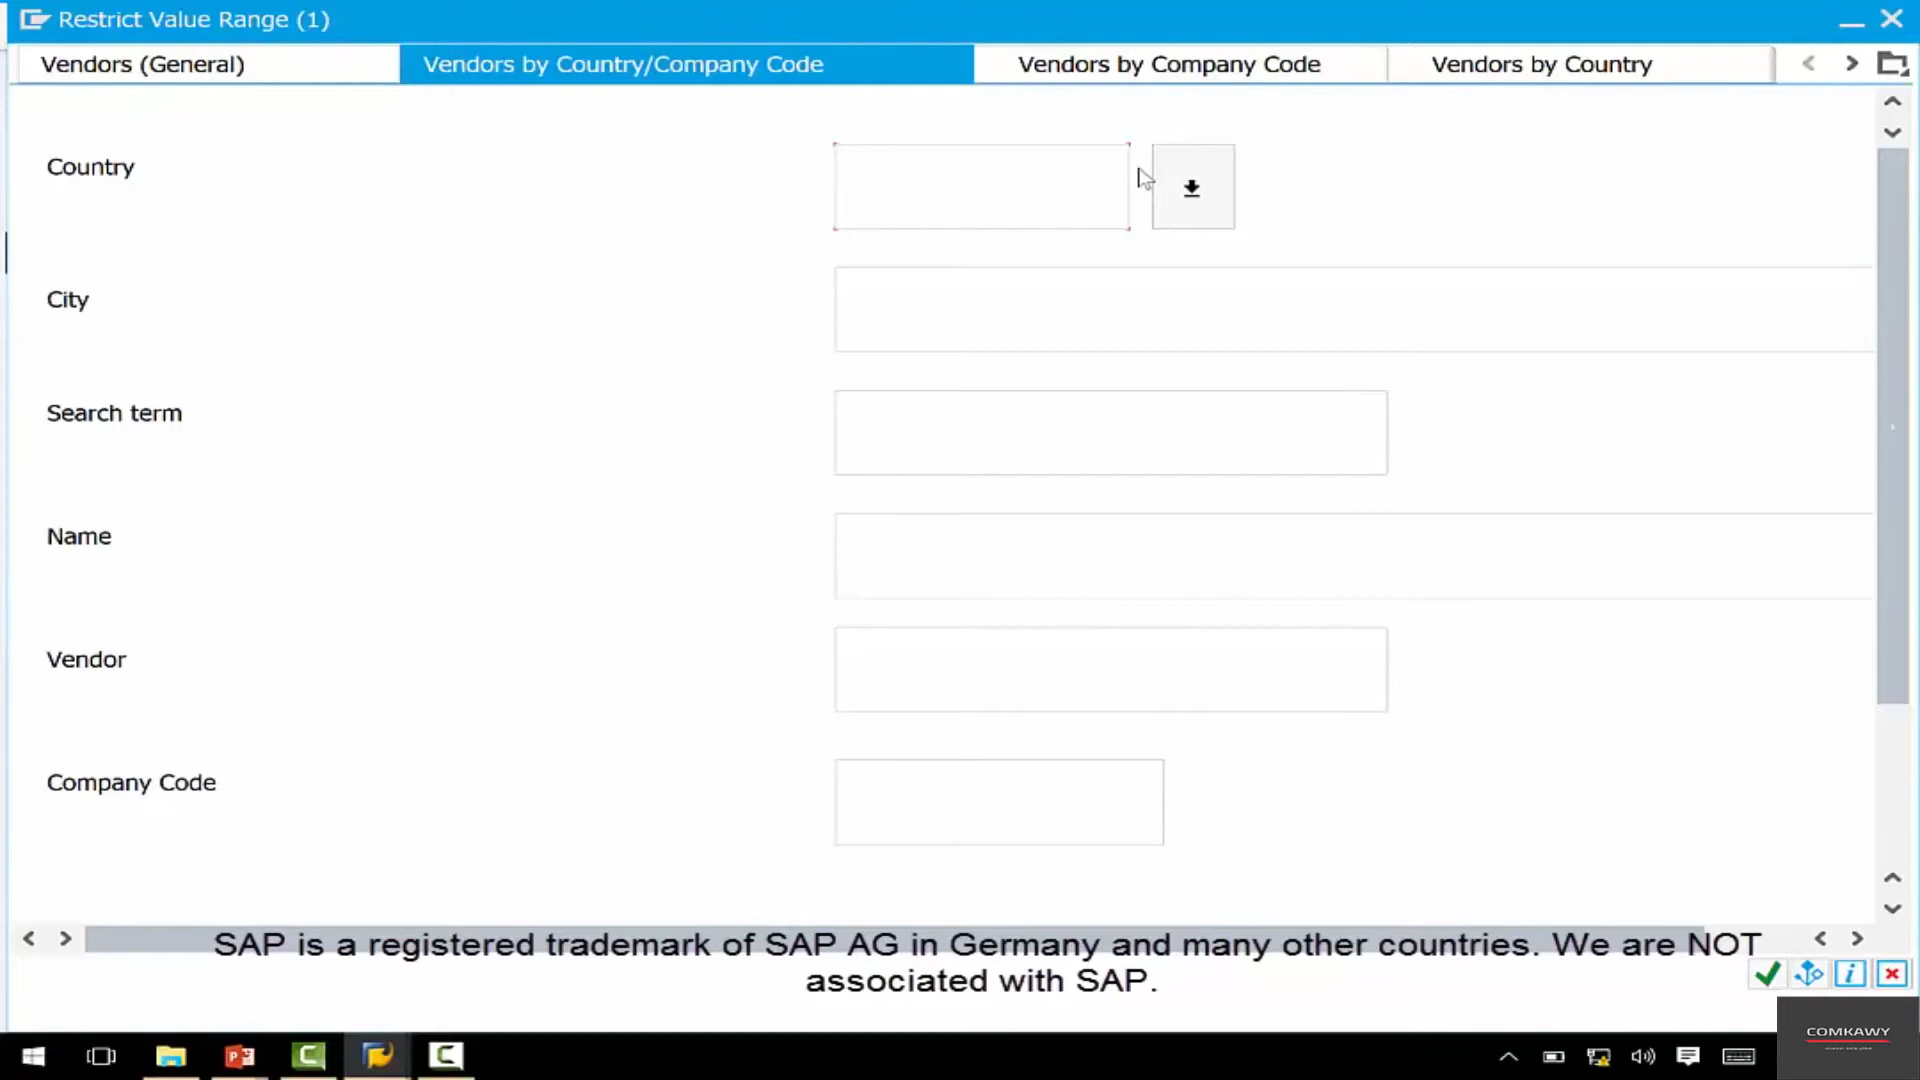 Restrict Value Range (1)
Vendors (General)
Vendors by Country/Company Code
Vendors by Company Code
Vendors by Country
Country
City
Search term
Name
Vendor
Company Code
SAP is a registered trademark of SAP AG in Germany and many other countries. We are NOT
associated with SAP.
COMKAWY